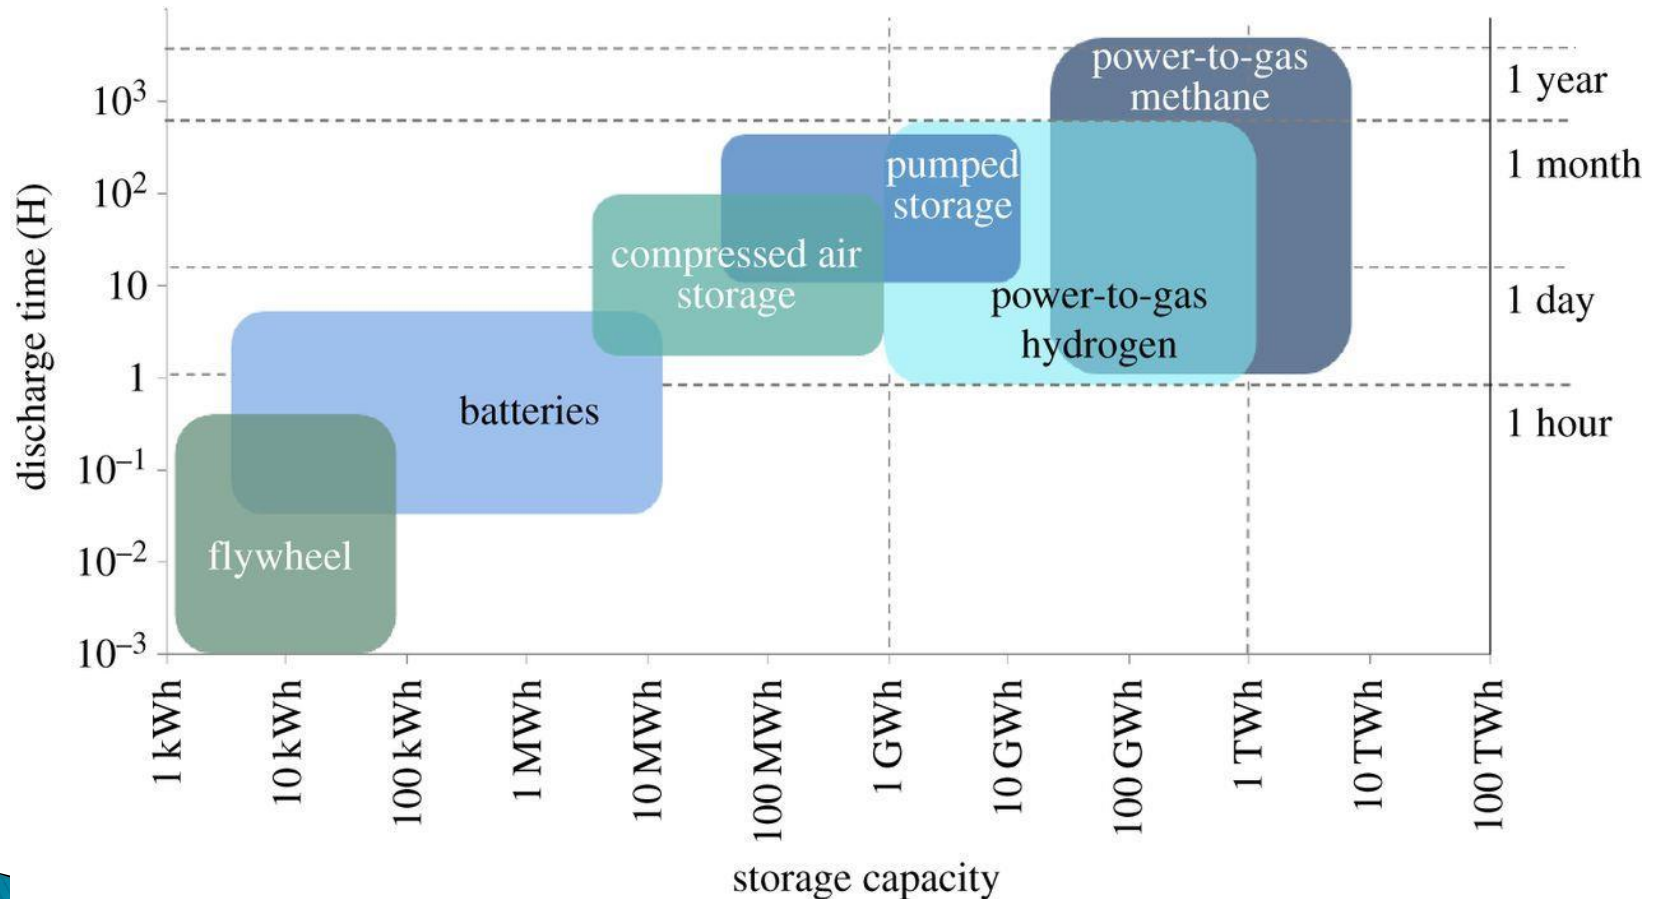 power-to-gas
methane
1 year
10³
1 month
pumped
storage
10²
compressed air
storage
10
power-to-gas
hydrogen
1 day
1
batteries
1 hour
10⁻¹
flywheel
10⁻²
10⁻³
discharge time (H)
1 kWh
10 kWh
100 kWh
1 MWh
10 MWh
100 MWh
1 GWh
10 GWh
100 GWh
1 TWh
10 TWh
100 TWh
storage capacity